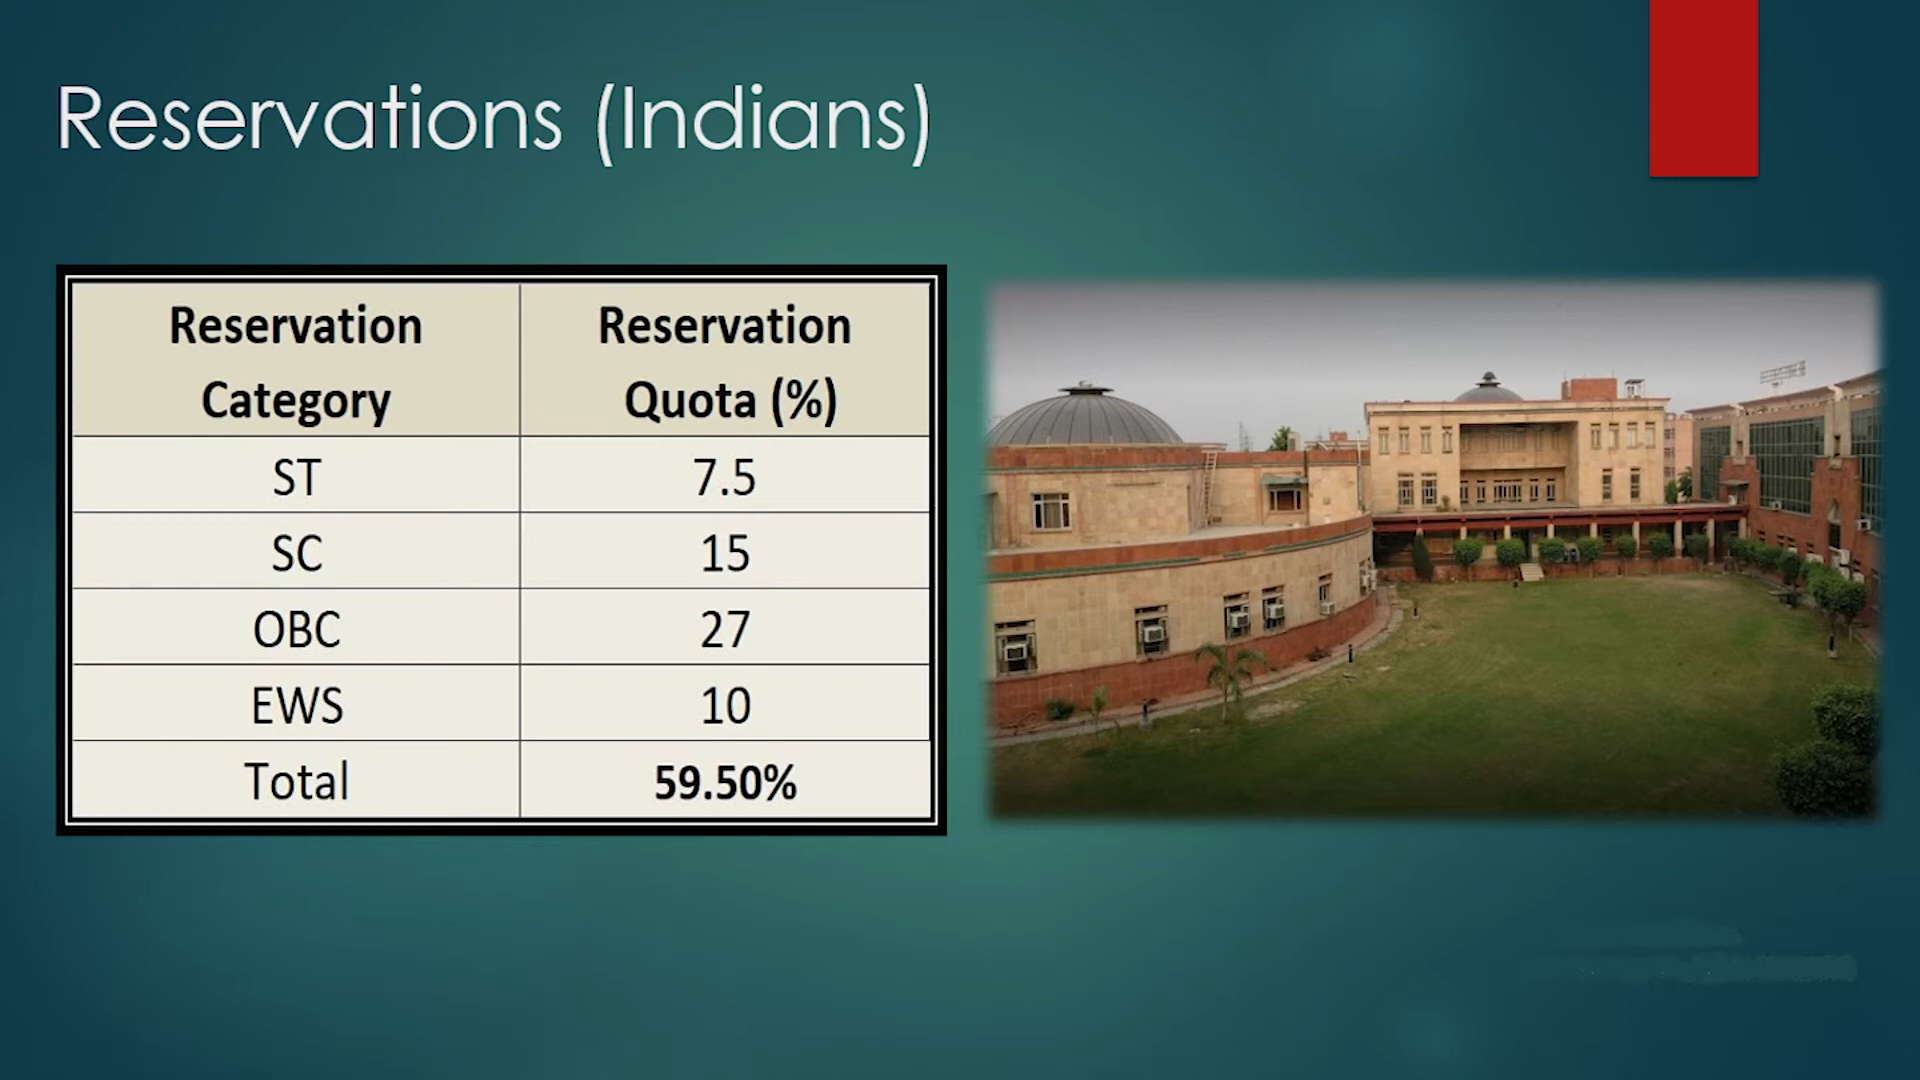 Reservations (Indians)
Reservation Category Reservation Quota (%)
ST 7.5
SC 15
OBC 27
EWS 10
Total 59.50%